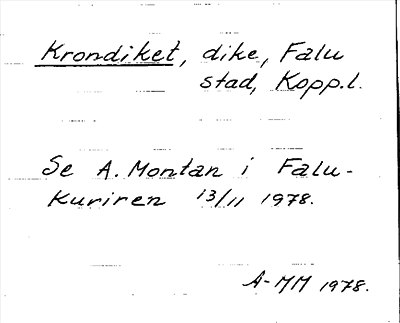 Krondiket, dike, Falu
stad, Kopp.l.
Se A. Montan i Falu-
Kuriren 13/11 1978.
A-MM 1978.